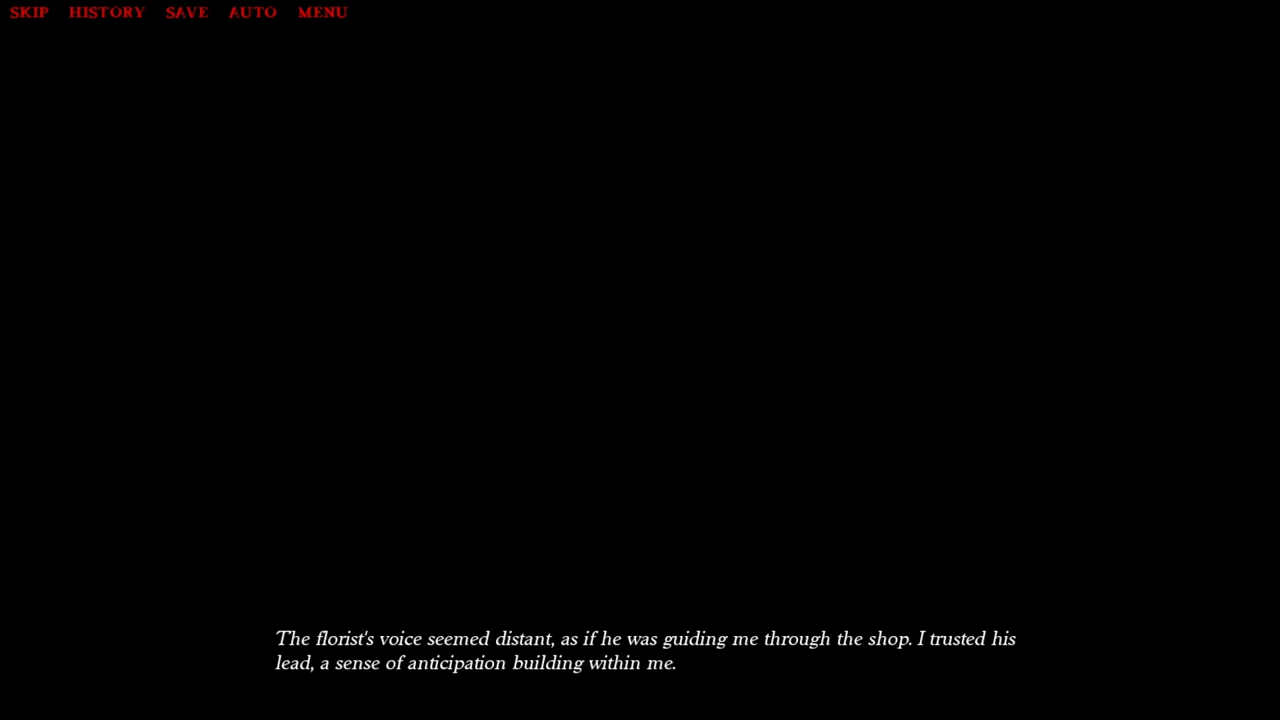 SKIP HISTORY SAVE AUTO MENU
The florist's voice seemed distant, as if he was guiding me through the shop. I trusted his
lead, a sense of anticipation building within me.